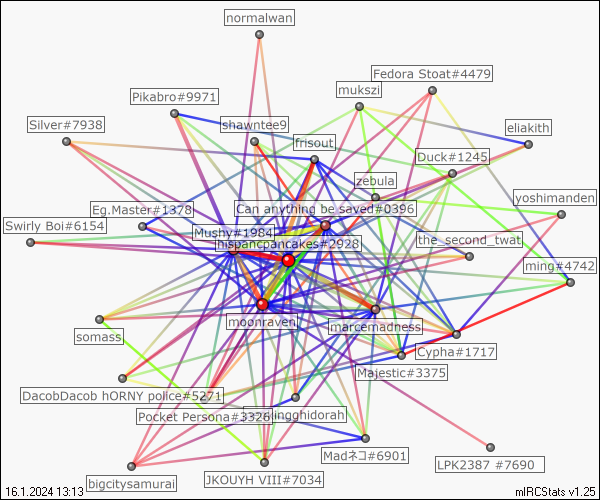 normalwan
Fedora Stoat#4479
mukszi
Pikabro#9971
shawntee9
Silver#7938
eliakith
frisout
Duck#1245
zebula
yoshimanden
Can anything be saved#0396
Eg.Master#1378
Swirly Boi#6154
Mushy#1984
the_second_twat
hispancpancakes#2928
ming#4742
moonraven
marcemadness
somass
Cypha#1717
Majestic#3375
DacobDacob hORNY police#5271
Pocket Persona#3326
lingghidorah
Madネコ#6901
LPK2387 #7690
JKOUYH VIII#7034
bigcitysamurai
16.1.2024 13:13
mIRCStats v1.25